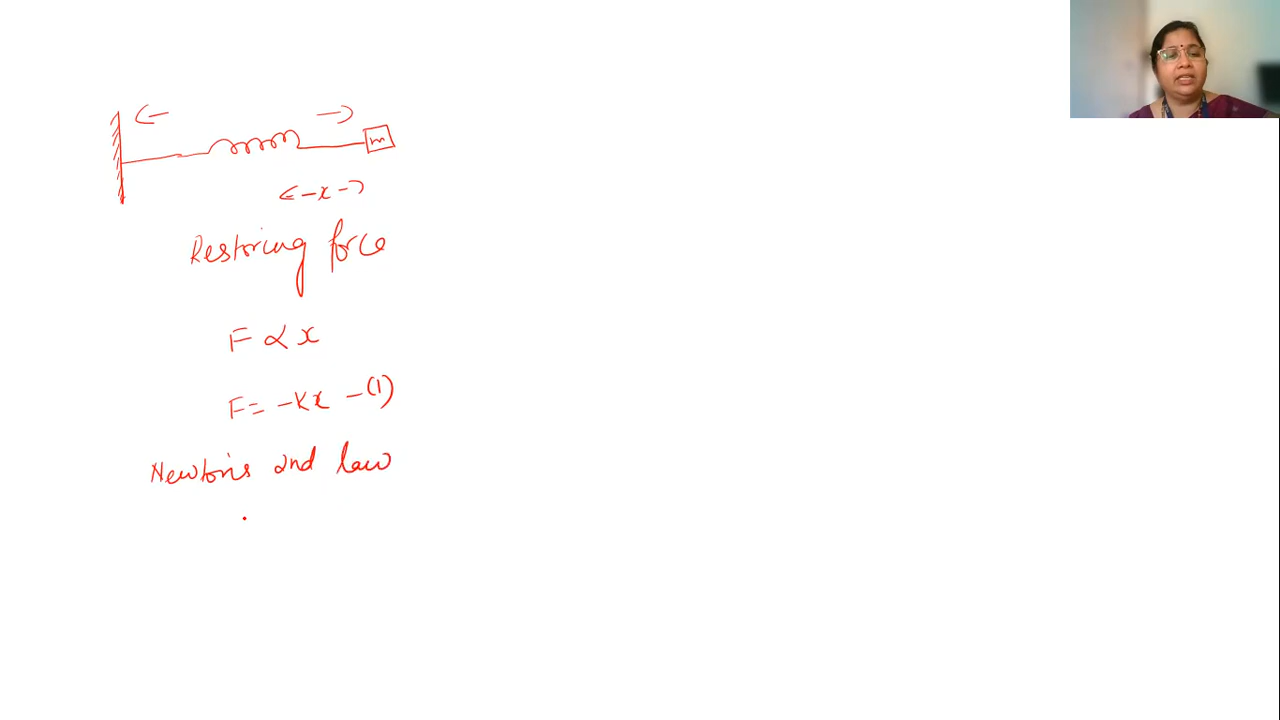 m
x
Restoring force
F ∝ x
F = -Kx - (1)
Newton's 2nd law